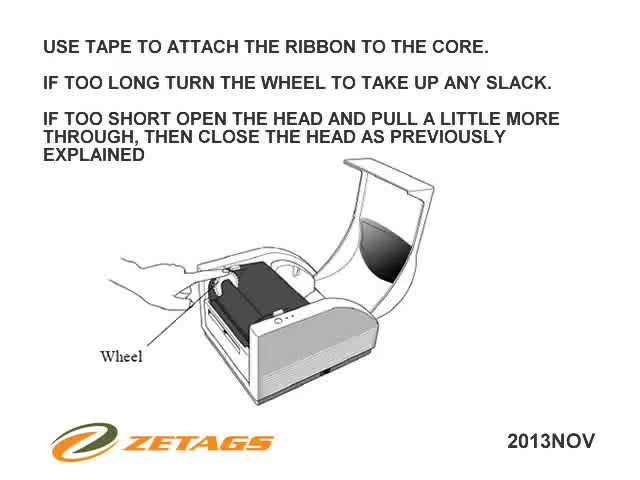 USE TAPE TO ATTACH THE RIBBON TO THE CORE.
IF TOO LONG TURN THE WHEEL TO TAKE UP ANY SLACK.
IF TOO SHORT OPEN THE HEAD AND PULL A LITTLE MORE
THROUGH, THEN CLOSE THE HEAD AS PREVIOUSLY
EXPLAINED
Wheel
ZETAGS
2013NOV